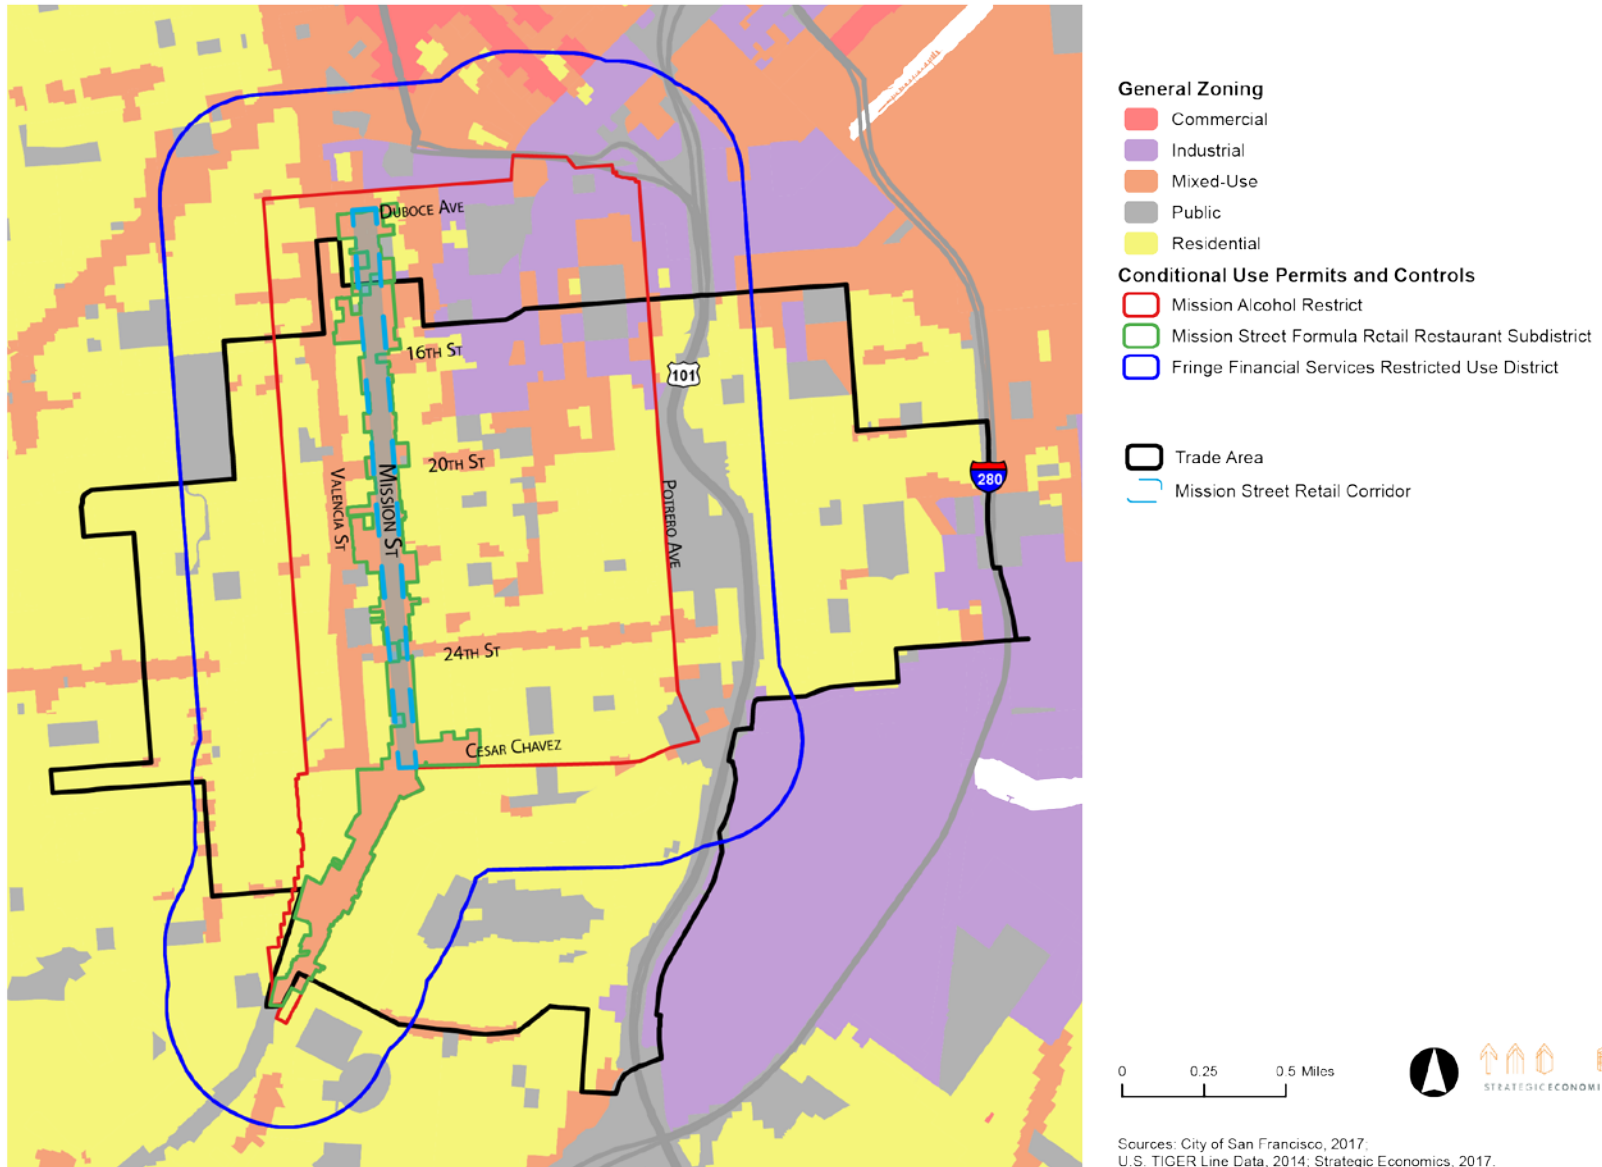 General Zoning
Commercial
Industrial
Mixed-Use
Public
Residential
Conditional Use Permits and Controls
Mission Alcohol Restrict
Mission Street Formula Retail Restaurant Subdistrict
Fringe Financial Services Restricted Use District
Trade Area
Mission Street Retail Corridor
DUBOCE AVE
16TH ST
101
20TH ST
VALENCIA ST
MISSION ST
POTRERO AVE
280
24TH ST
CESAR CHAVEZ
0 0.25 0.5 Miles
Sources: City of San Francisco, 2017;
U.S. TIGER Line Data, 2014; Strategic Economics, 2017.